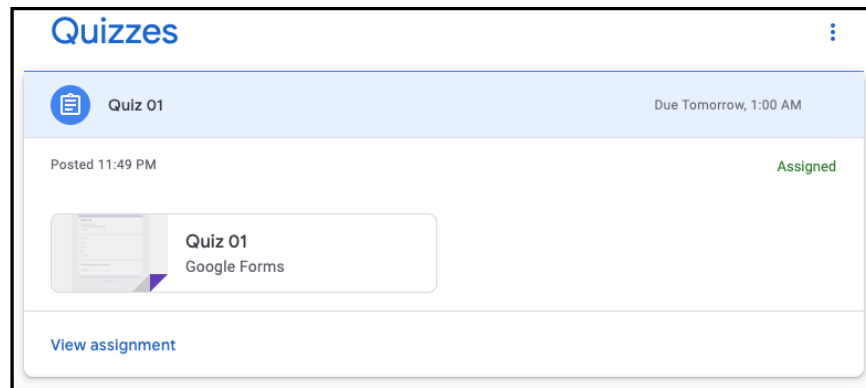 Quizzes
Quiz 01
Due Tomorrow, 1:00 AM
Posted 11:49 PM
Assigned
Quiz 01
Google Forms
View assignment